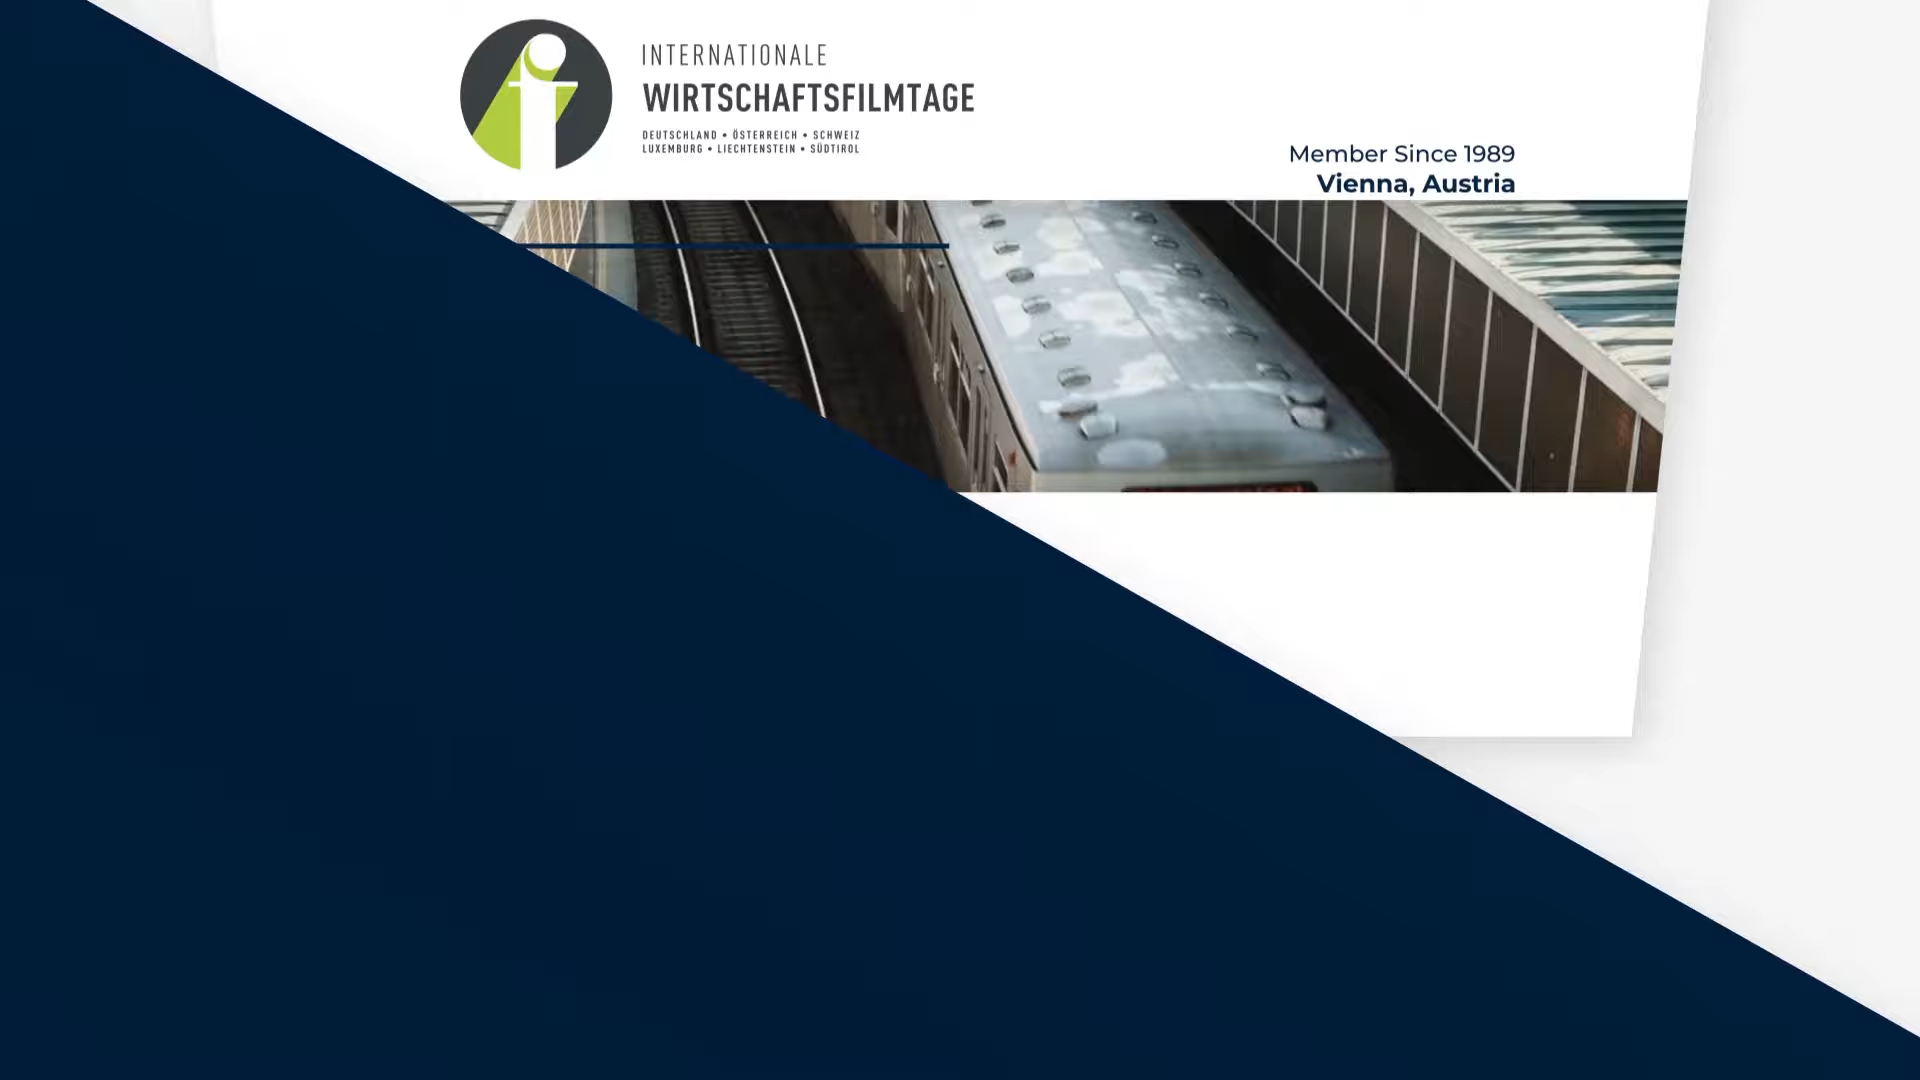 INTERNATIONALE
WIRTSCHAFTSFILMTAGE
DEUTSCHLAND • ÖSTERREICH • SCHWEIZ
LUXEMBURG • LIECHTENSTEIN • SÜDTIROL
Member Since 1989
Vienna, Austria